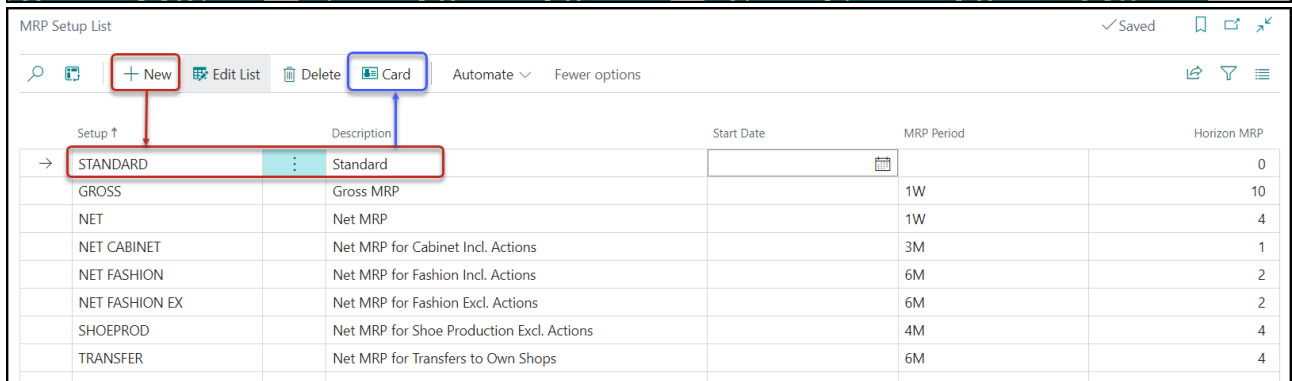 MRP Setup List
Saved
New Edit List Delete Card Automate Fewer options
Setup ↑ Description Start Date MRP Period Horizon MRP
STANDARD Standard 0
GROSS Gross MRP 1W 10
NET Net MRP 1W 4
NET CABINET Net MRP for Cabinet Incl. Actions 3M 1
NET FASHION Net MRP for Fashion Incl. Actions 6M 2
NET FASHION EX Net MRP for Fashion Excl. Actions 6M 2
SHOEPROD Net MRP for Shoe Production Excl. Actions 4M 4
TRANSFER Net MRP for Transfers to Own Shops 6M 4